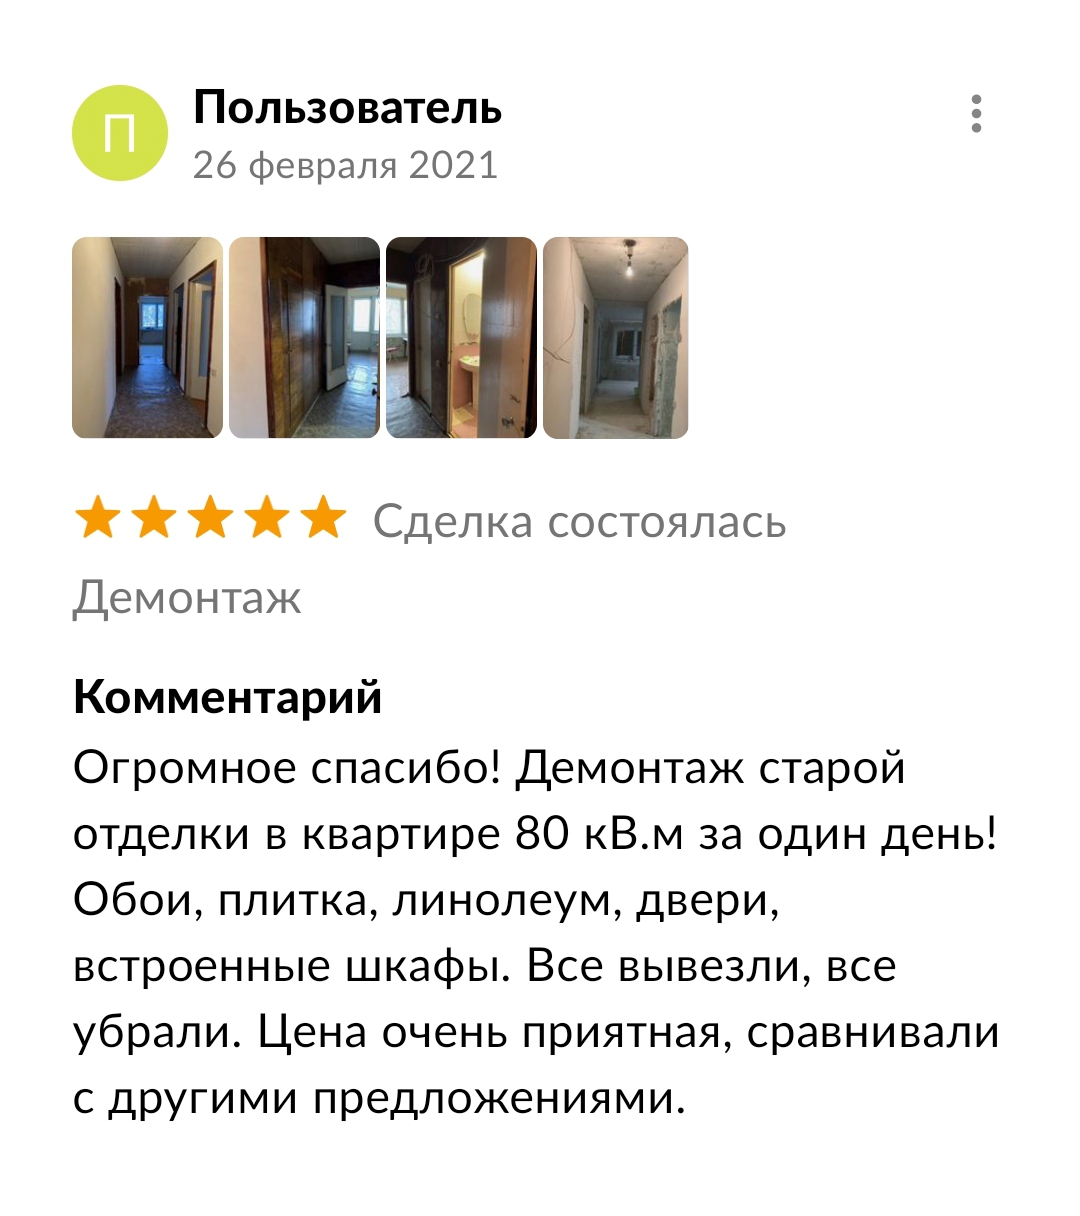 П
Пользователь
26 февраля 2021
Сделка состоялась
Демонтаж
Комментарий
Огромное спасибо! Демонтаж старой
отделки в квартире 80 кВ.м за один день!
Обои, плитка, линолеум, двери,
встроенные шкафы. Все вывезли, все
убрали. Цена очень приятная, сравнивали
с другими предложениями.